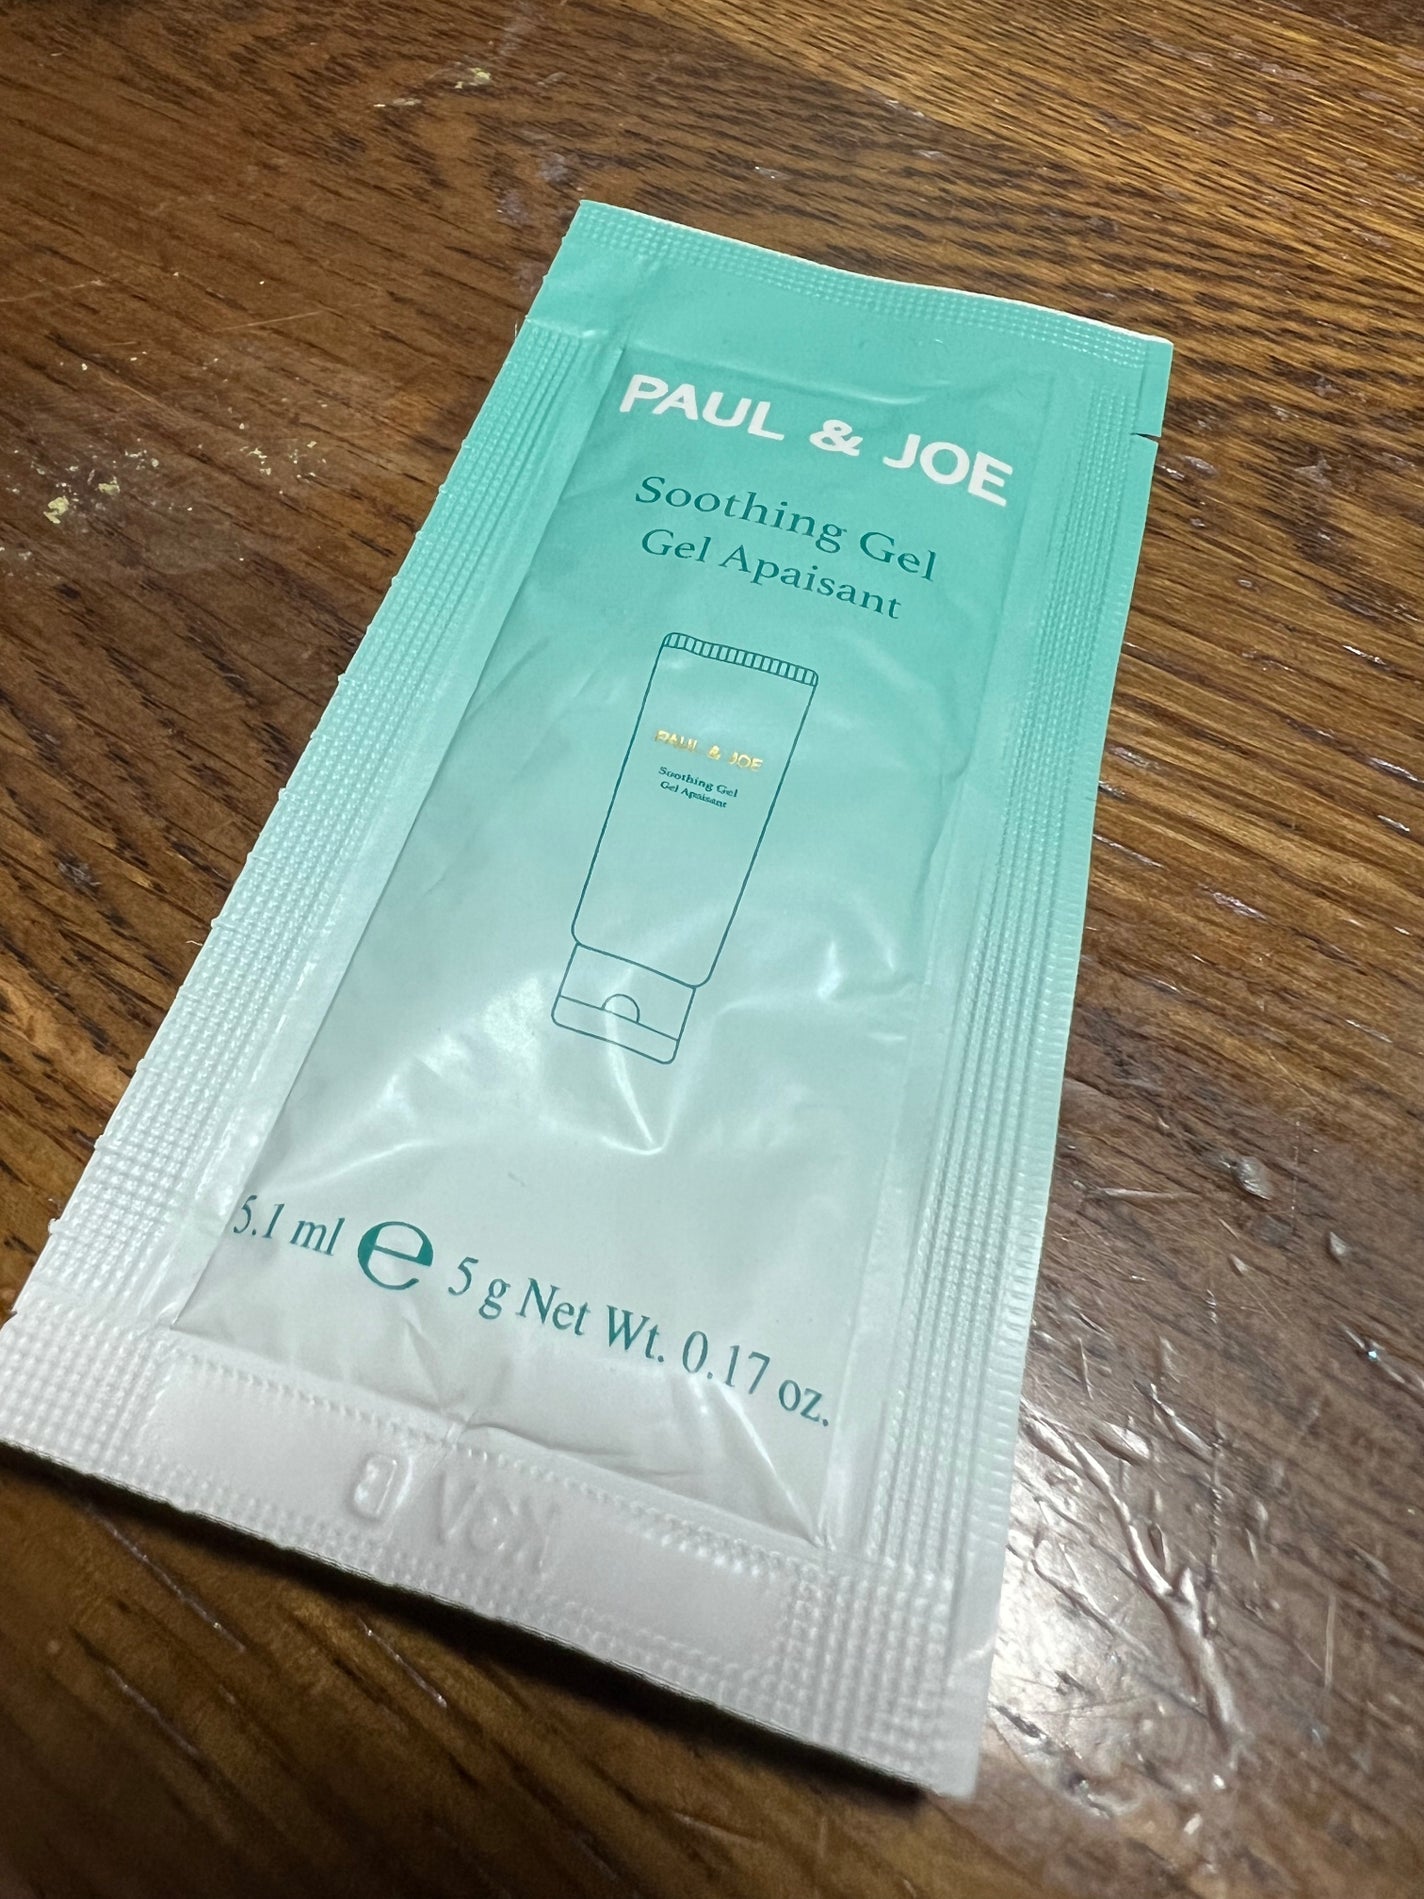 PAUL & JOE
Soothing Gel
Gel Apaisant
PAUL & JOE
Soothing Gel
Gel Apaisant
5.1 ml ℮ 5 g Net Wt. 0.17 oz.